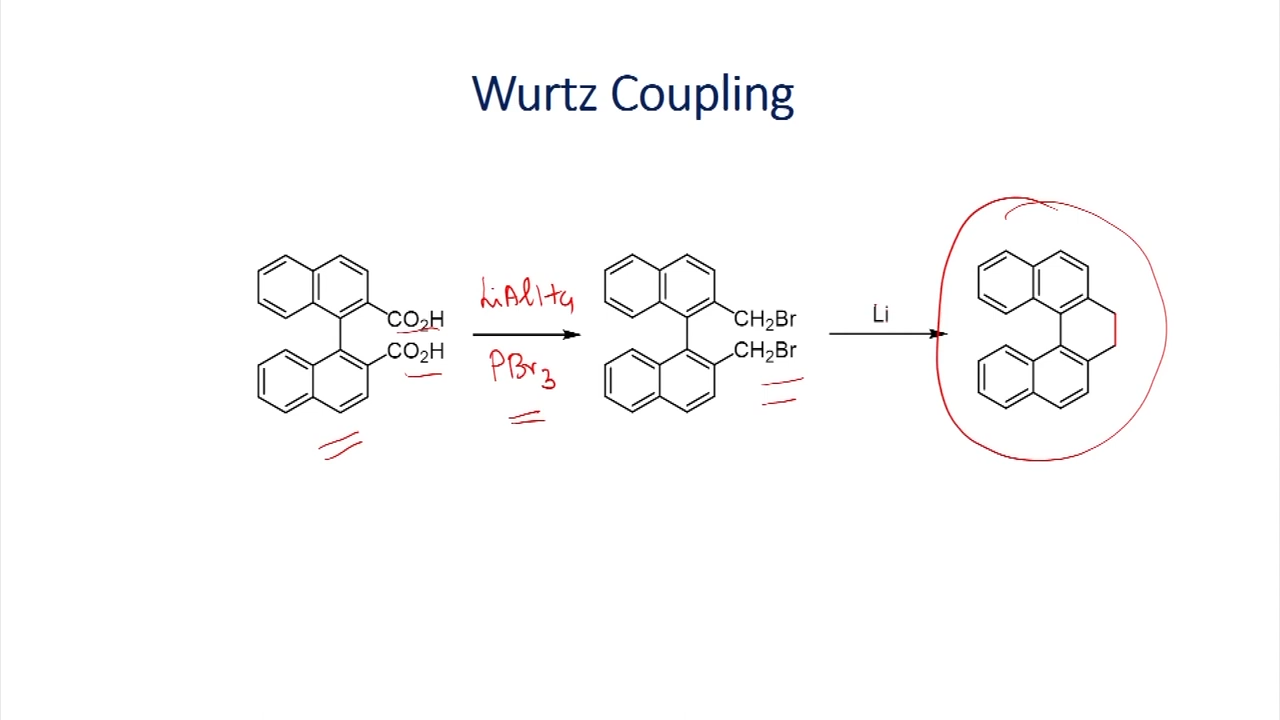 Wurtz Coupling
CO₂H
CO₂H
LiAlH4
PBr3
CH₂Br
CH₂Br
Li